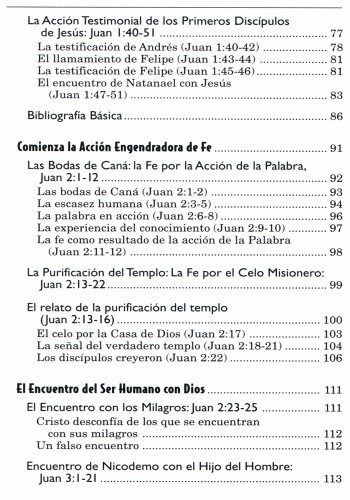 La Acción Testimonial de los Primeros Discípulos
de Jesús: Juan 1:40-51 ........................................ 77
La testificación de Andrés (Juan 1:40-42) ............ 78
El llamamiento de Felipe (Juan 1:43-44) .............. 81
La testificación de Felipe (Juan 1:45-46) .............. 81
El encuentro de Natanael con Jesús
(Juan 1:47-51) ........................................ 83
Bibliografía Básica ........................................ 86
Comienza la Acción Engendradora de Fe ........................ 91
Las Bodas de Caná: la Fe por la Acción de la Palabra,
Juan 2:1-12 ........................................ 92
Las bodas de Caná (Juan 2:1-2) ........................ 93
La escasez humana (Juan 2:3-5) ........................ 94
La palabra en acción (Juan 2:6-8) ........................ 96
La experiencia del conocimiento (Juan 2:9-10) ........ 97
La fe como resultado de la acción de la Palabra
(Juan 2:11-12) ........................................ 98
La Purificación del Templo: La Fe por el Celo Misionero:
Juan 2:13-22 ........................................ 99
El relato de la purificación del templo
(Juan 2:13-16) ........................................ 100
El celo por la Casa de Dios (Juan 2:17) ................ 103
La señal del verdadero templo (Juan 2:18-21) .......... 104
Los discípulos creyeron (Juan 2:22) .................... 106
El Encuentro del Ser Humano con Dios ........................ 111
El Encuentro con los Milagros: Juan 2:23-25 ................ 111
Cristo desconfía de los que se encuentran
con sus milagros ........................................ 112
Un falso encuentro ........................................ 112
Encuentro de Nicodemo con el Hijo del Hombre:
Juan 3:1-21 ........................................ 113